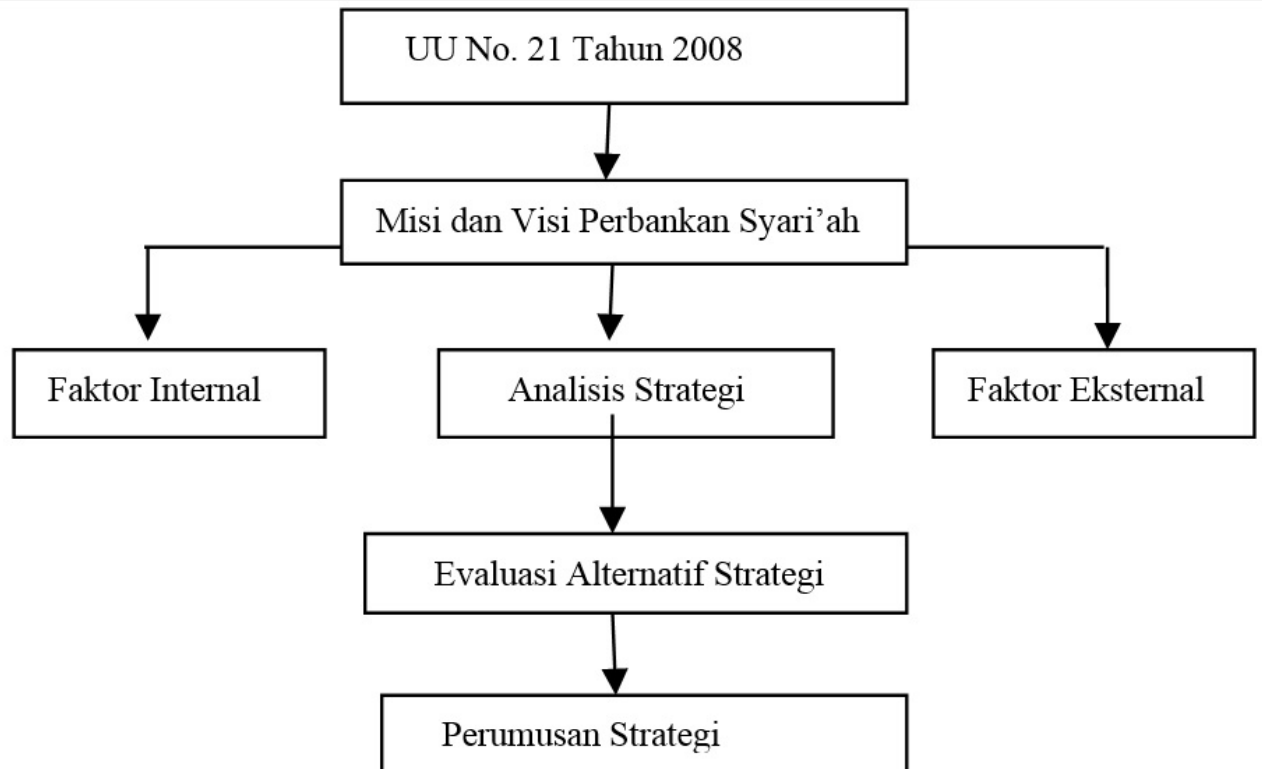 UU No. 21 Tahun 2008
Misi dan Visi Perbankan Syari’ah
Faktor Internal
Analisis Strategi
Faktor Eksternal
Evaluasi Alternatif Strategi
Perumusan Strategi